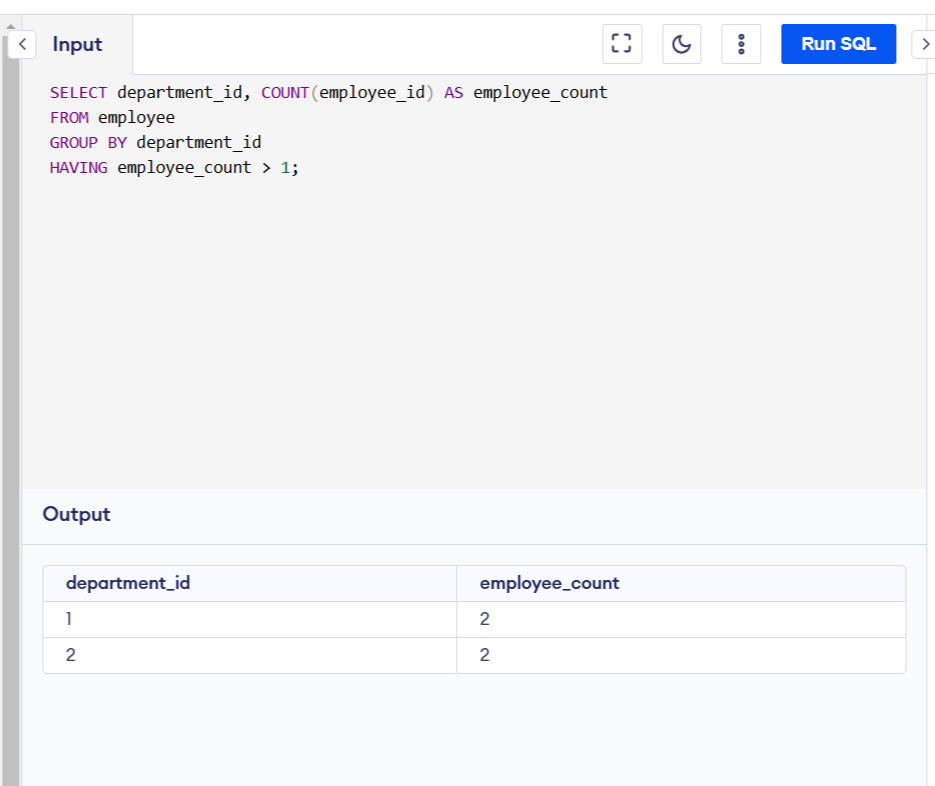 Input
Run SQL
SELECT department_id, COUNT(employee_id) AS employee_count
FROM employee
GROUP BY department_id
HAVING employee_count > 1;
Output
department_id employee_count
1 2
2 2